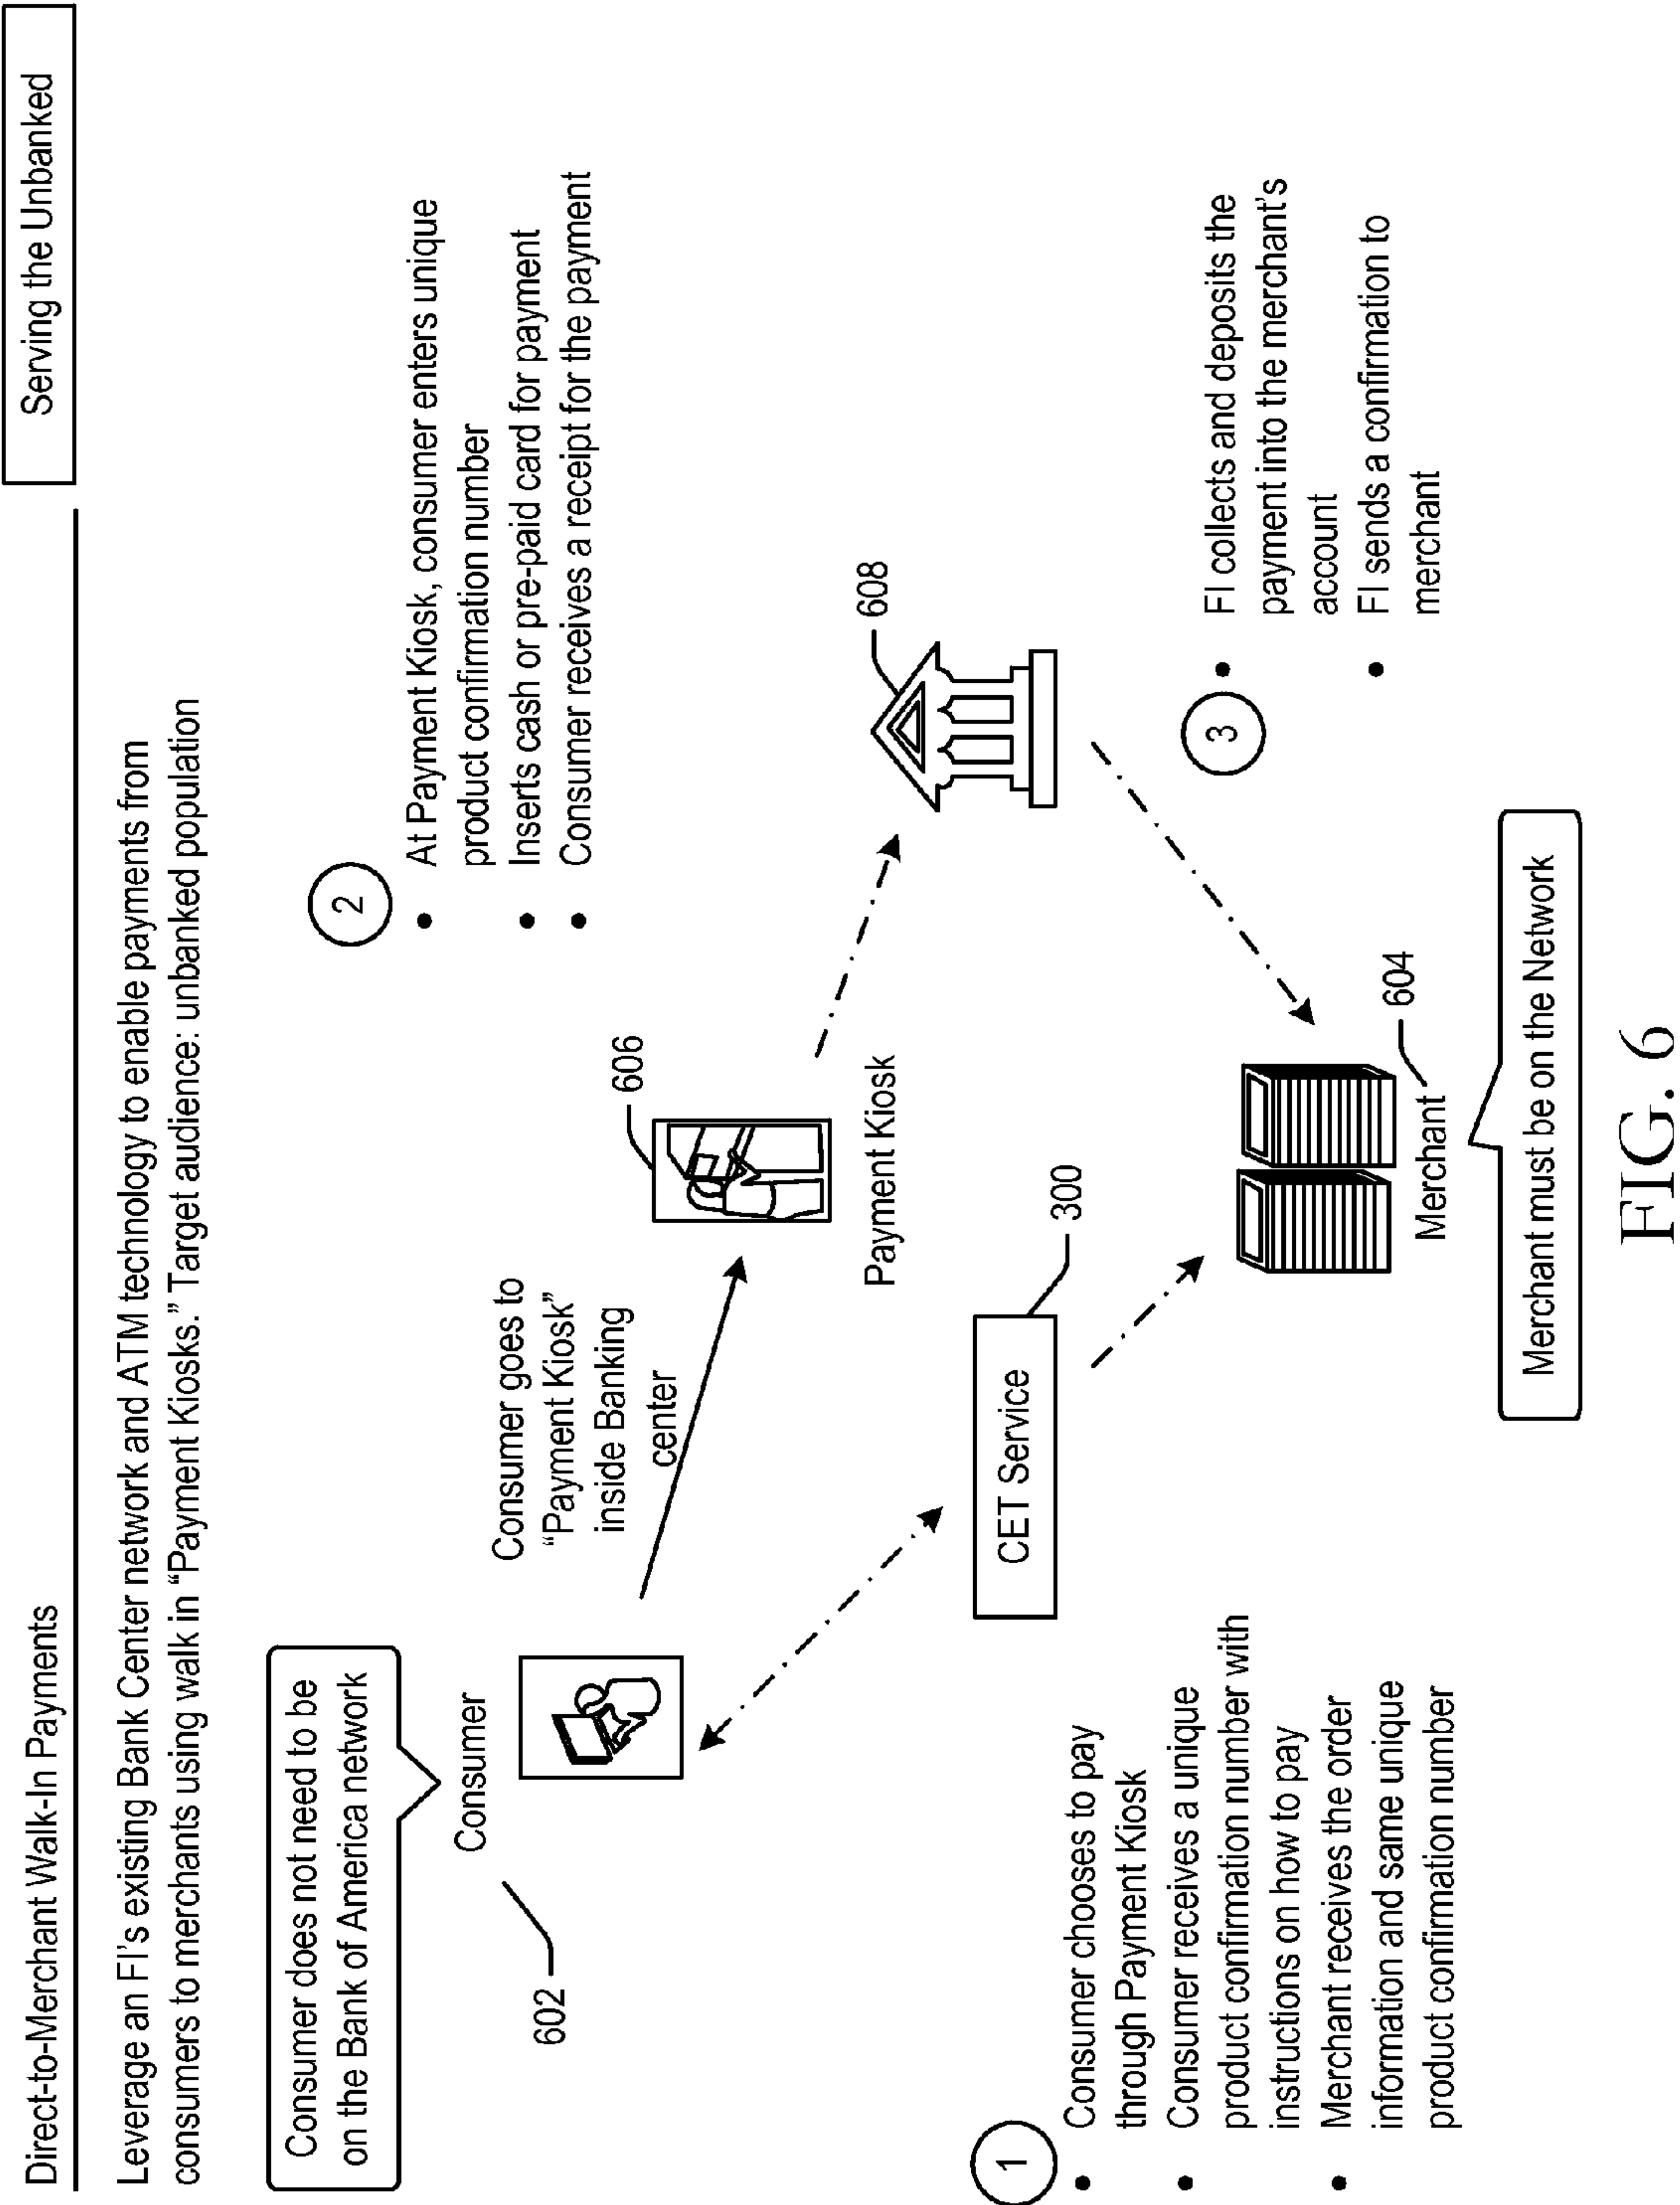 Direct-to-Merchant Walk-In Payments
Serving the Unbanked
Leverage an FI's existing Bank Center network and ATM technology to enable payments from
consumers to merchants using walk in “Payment Kiosks.” Target audience: unbanked population
Consumer does not need to be
on the Bank of America network
Consumer
602
Consumer goes to
“Payment Kiosk”
inside Banking
center
606
Payment Kiosk
2
• At Payment Kiosk, consumer enters unique
product confirmation number
• Inserts cash or pre-paid card for payment
• Consumer receives a receipt for the payment
608
1
• Consumer chooses to pay
through Payment Kiosk
• Consumer receives a unique
product confirmation number with
instructions on how to pay
• Merchant receives the order
information and same unique
product confirmation number
CET Service
300
Merchant
604
Merchant must be on the Network
3
• FI collects and deposits the
payment into the merchant's
account
• FI sends a confirmation to
merchant
FIG. 6